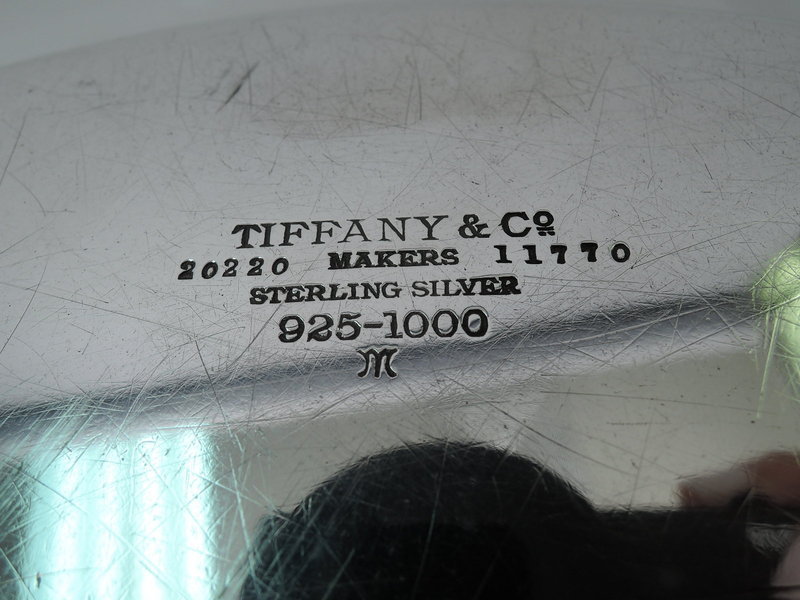 TIFFANY & Co
20220 MAKERS 11770
STERLING SILVER
925-1000
M